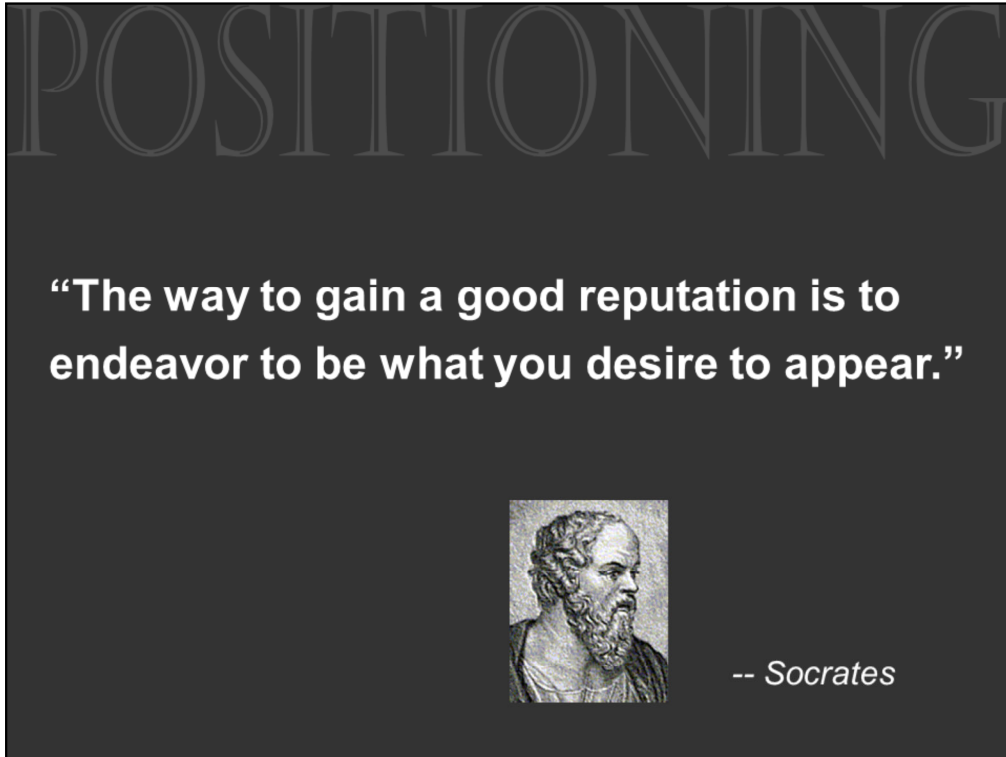 POSITIONING
“The way to gain a good reputation is to
endeavor to be what you desire to appear.”
-- Socrates